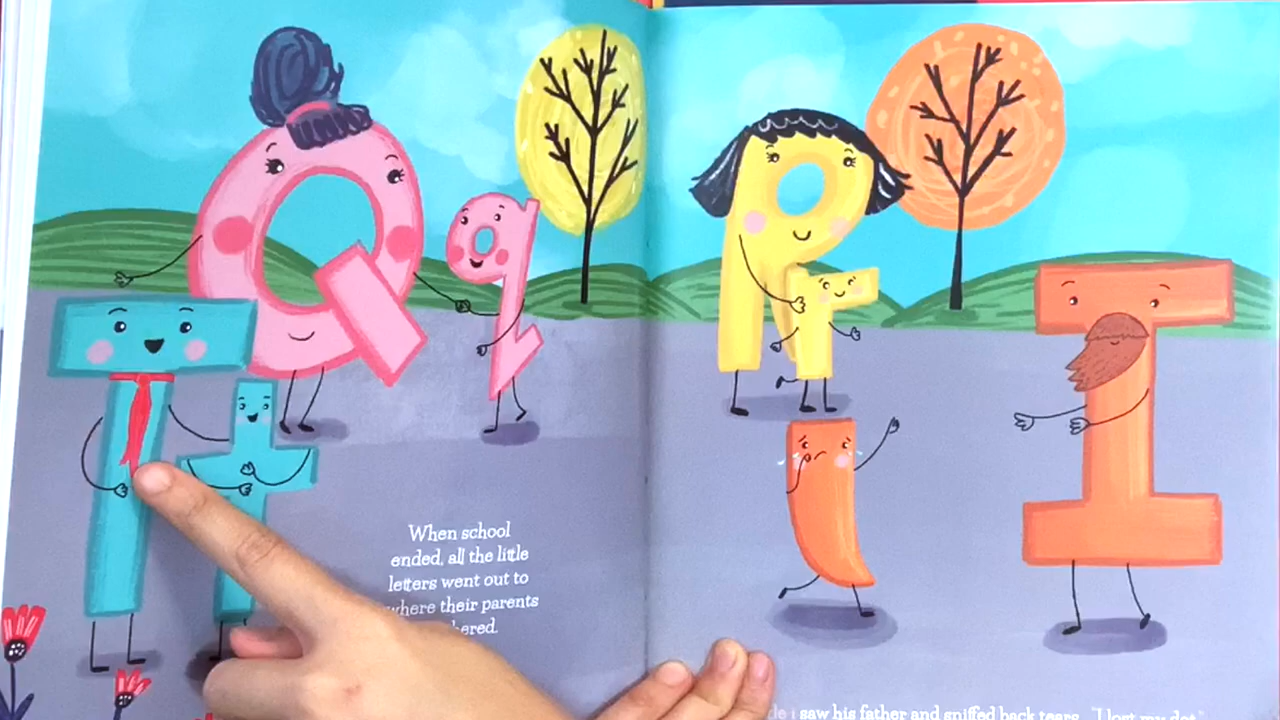 When school
ended, all the little
letters went out to
where their parents
saw his father and sniffed back tears. "I lost my dot."